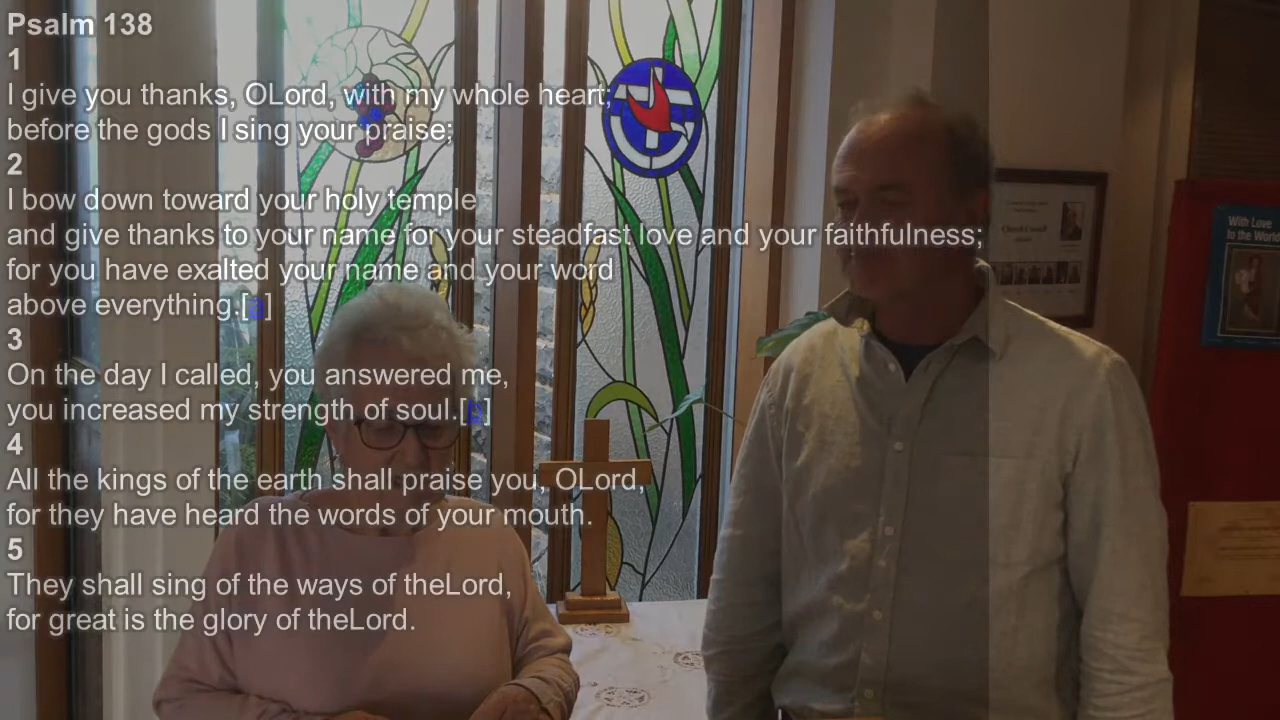 Psalm 138
1
I give you thanks, OLord, with my whole heart;
before the gods I sing your praise;
2
I bow down toward your holy temple
and give thanks to your name for your steadfast love and your faithfulness;
for you have exalted your name and your word
above everything.[a]
3
On the day I called, you answered me,
you increased my strength of soul.[b]
4
All the kings of the earth shall praise you, OLord,
for they have heard the words of your mouth.
5
They shall sing of the ways of theLord,
for great is the glory of theLord.
With Love
to the World
Church Council